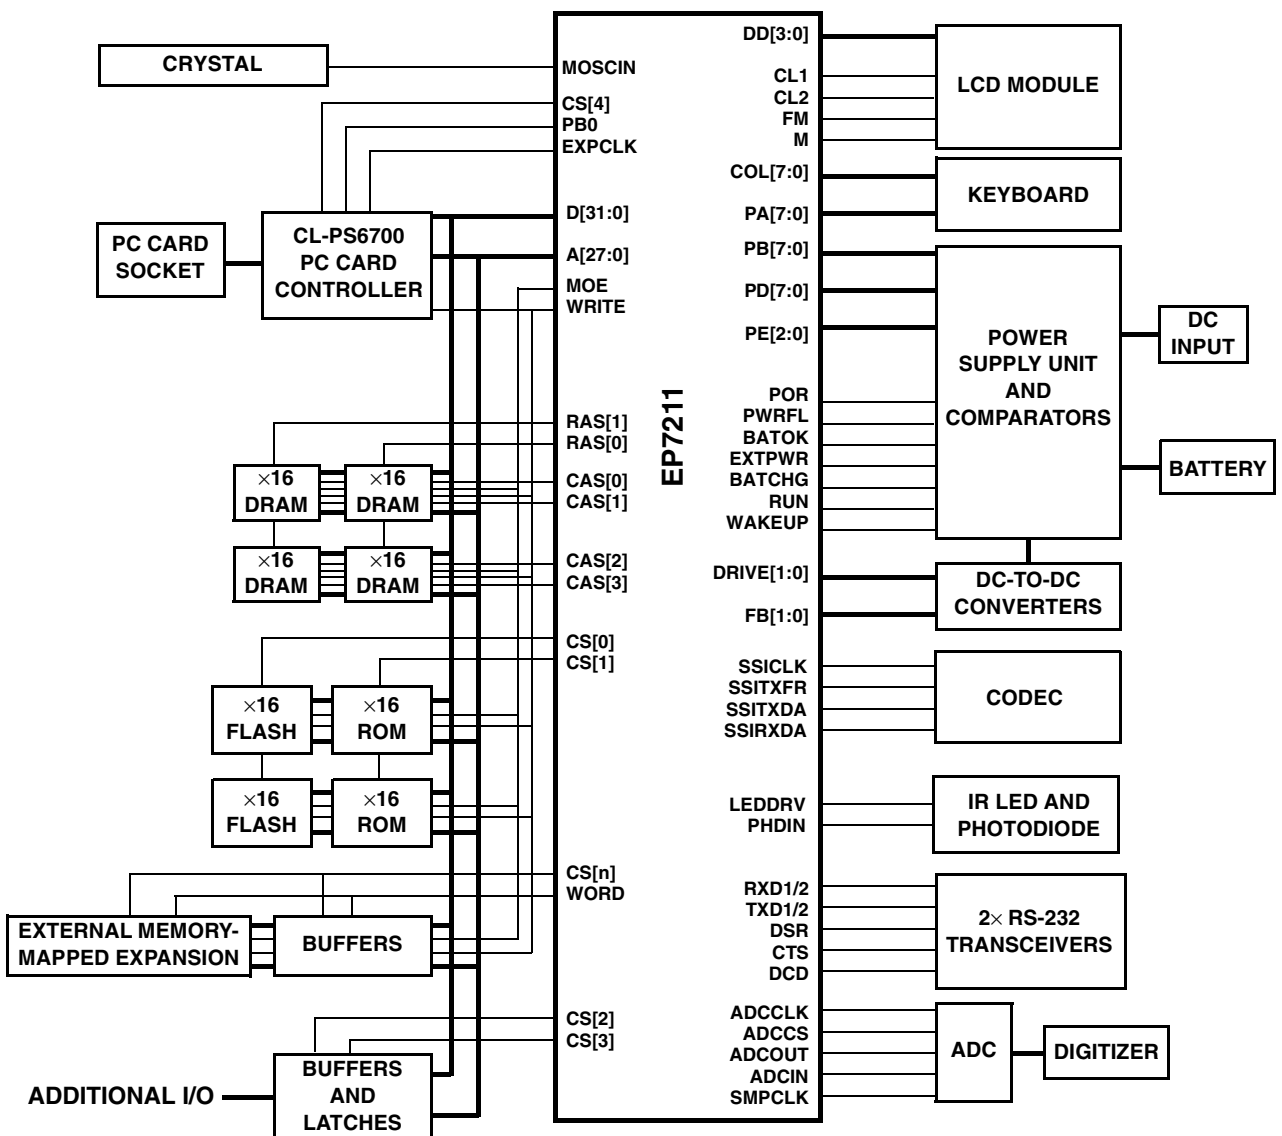 CRYSTAL
PC CARD
SOCKET
CL-PS6700
PC CARD
CONTROLLER
×16
DRAM
×16
DRAM
×16
DRAM
×16
DRAM
×16
FLASH
×16
ROM
×16
FLASH
×16
ROM
EXTERNAL MEMORY-
MAPPED EXPANSION
BUFFERS
ADDITIONAL I/O
BUFFERS
AND
LATCHES
MOSCIN
CS[4]
PB0
EXPCLK
D[31:0]
A[27:0]
MOE
WRITE
RAS[1]
RAS[0]
CAS[0]
CAS[1]
CAS[2]
CAS[3]
CS[0]
CS[1]
CS[n]
WORD
CS[2]
CS[3]
EP7211
DD[3:0]
CL1
CL2
FM
M
COL[7:0]
PA[7:0]
PB[7:0]
PD[7:0]
PE[2:0]
POR
PWRFL
BATOK
EXTPWR
BATCHG
RUN
WAKEUP
DRIVE[1:0]
FB[1:0]
SSICLK
SSITXFR
SSITXDA
SSIRXDA
LEDDRV
PHDIN
RXD1/2
TXD1/2
DSR
CTS
DCD
ADCCLK
ADCCS
ADCOUT
ADCIN
SMPCLK
LCD MODULE
KEYBOARD
POWER
SUPPLY UNIT
AND
COMPARATORS
DC
INPUT
BATTERY
DC-TO-DC
CONVERTERS
CODEC
IR LED AND
PHOTODIODE
2× RS-232
TRANSCEIVERS
ADC
DIGITIZER